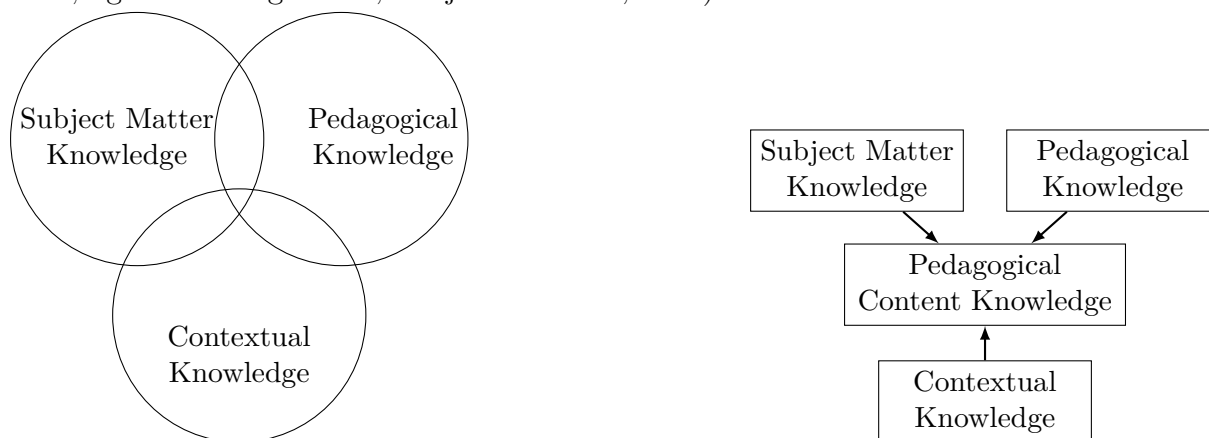 Subject Matter
Knowledge
Pedagogical
Knowledge
Contextual
Knowledge
Subject Matter
Knowledge
Pedagogical
Knowledge
Pedagogical
Content Knowledge
Contextual
Knowledge